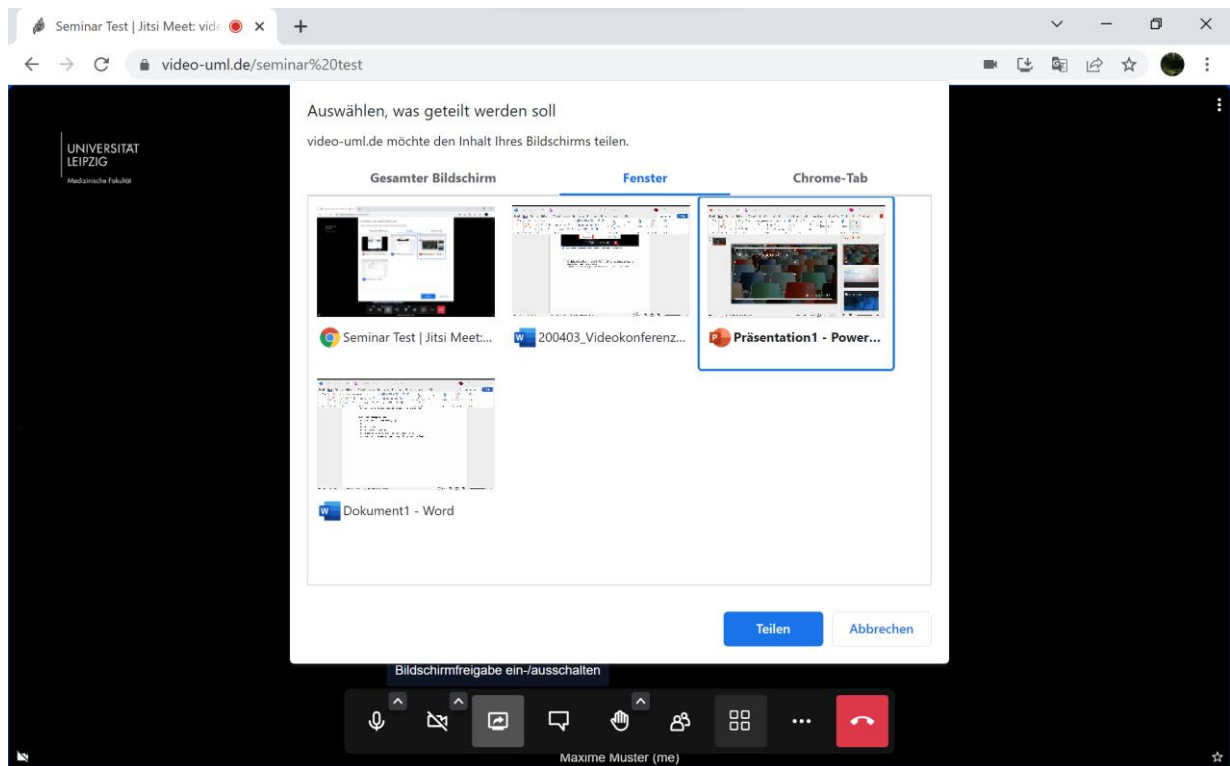 Seminar Test | Jitsi Meet: vide
video-uml.de/seminar%20test
UNIVERSITÄT
LEIPZIG
Medizinische Fakultät
Auswählen, was geteilt werden soll
video-uml.de möchte den Inhalt Ihres Bildschirms teilen.
Gesamter Bildschirm
Fenster
Chrome-Tab
Seminar Test | Jitsi Meet:...
200403_Videokonferenz...
Präsentation1 - Power...
Dokument1 - Word
Teilen
Abbrechen
Bildschirmfreigabe ein-/ausschalten
Maxime Muster (me)